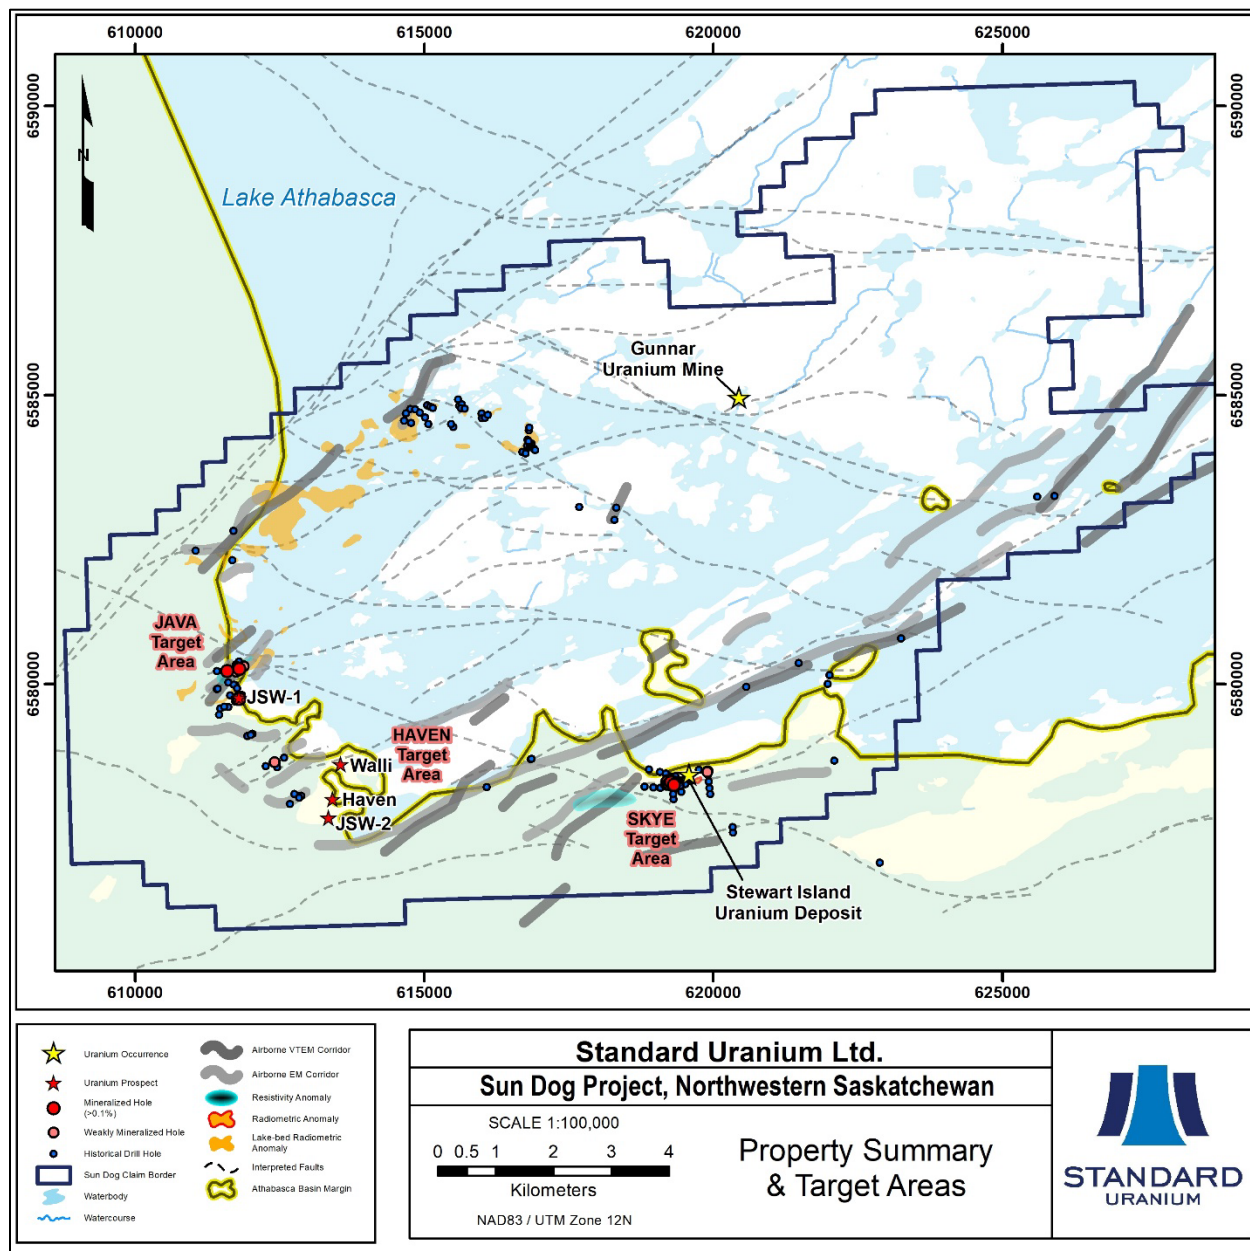 610000
615000
620000
625000
6590000
6590000
N
Lake Athabasca
Gunnar
Uranium Mine
6585000
6585000
JAVA
Target
Area
JSW-1
6580000
6580000
HAVEN
Target
Area
Walli
Haven
JSW-2
SKYE
Target
Area
Stewart Island
Uranium Deposit
610000
615000
620000
625000
Uranium Occurrence
Uranium Prospect
Mineralized Hole
(>0.1%)
Weakly Mineralized Hole
Historical Drill Hole
Sun Dog Claim Border
Waterbody
Watercourse
Airborne VTEM Corridor
Airborne EM Corridor
Resistivity Anomaly
Radiometric Anomaly
Lake-bed Radiometric
Anomaly
Interpreted Faults
Athabasca Basin Margin
Standard Uranium Ltd.
Sun Dog Project, Northwestern Saskatchewan
SCALE 1:100,000
0 0.5 1 2 3 4
Kilometers
NAD83 / UTM Zone 12N
Property Summary
& Target Areas
STANDARD
URANIUM